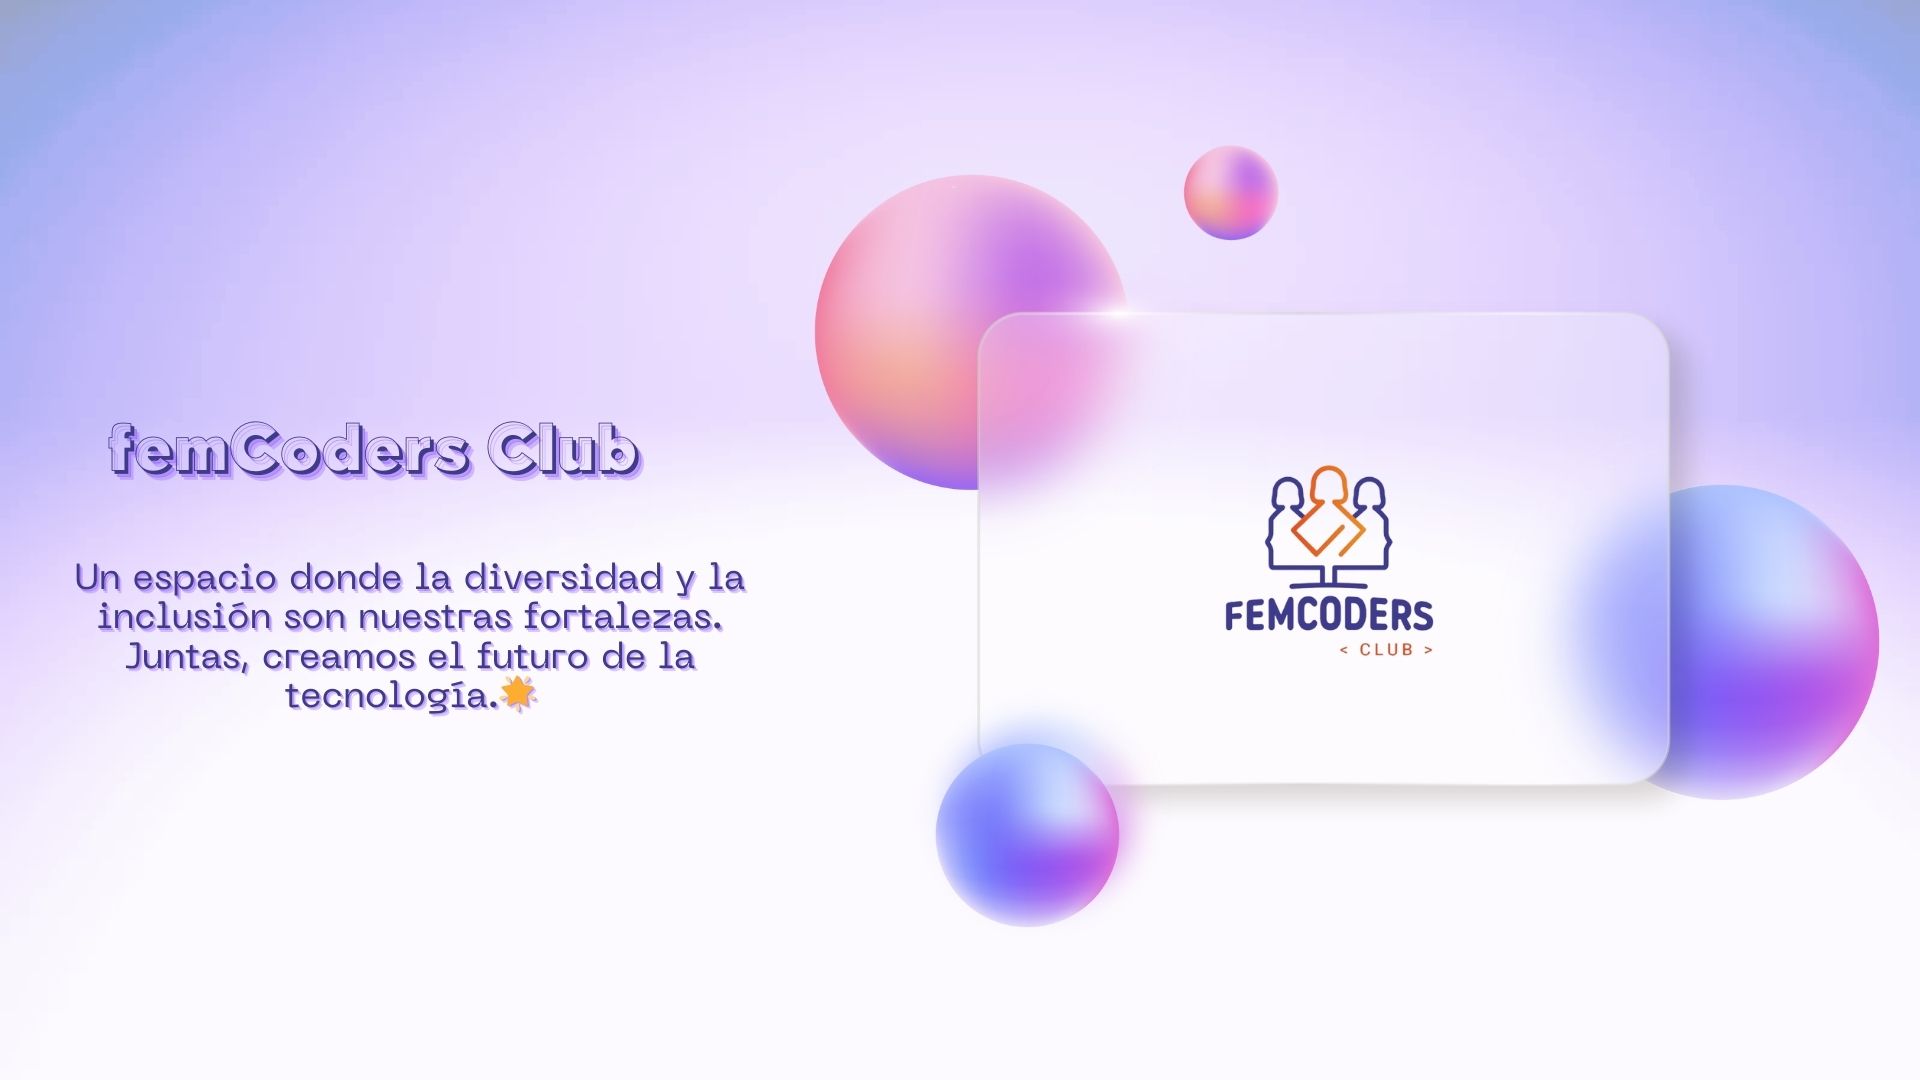 femCoders Club
Un espacio donde la diversidad y la
inclusión son nuestras fortalezas.
Juntas, creamos el futuro de la
tecnología.🌟
FEMCODERS
< CLUB >